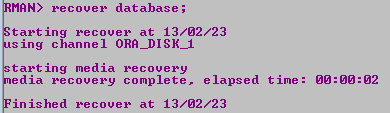 RMAN> recover database;
Starting recover at 13/02/23
using channel ORA_DISK_1
starting media recovery
media recovery complete, elapsed time: 00:00:02
Finished recover at 13/02/23